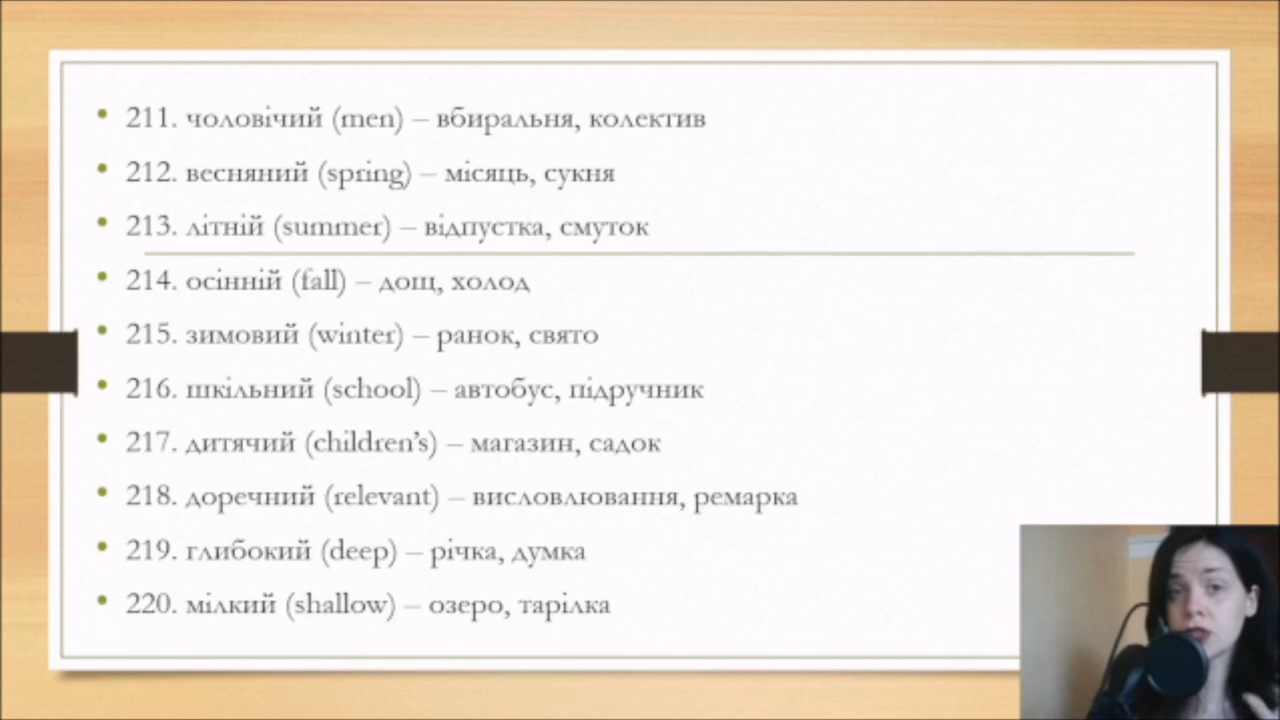 • 211. чоловічий (men) – вбиральня, колектив
• 212. весняний (spring) – місяць, сукня
• 213. літній (summer) – відпустка, смуток
• 214. осінній (fall) – дощ, холод
• 215. зимовий (winter) – ранок, свято
• 216. шкільний (school) – автобус, підручник
• 217. дитячий (children’s) – магазин, садок
• 218. доречний (relevant) – висловлювання, ремарка
• 219. глибокий (deep) – річка, думка
• 220. мілкий (shallow) – озеро, тарілка